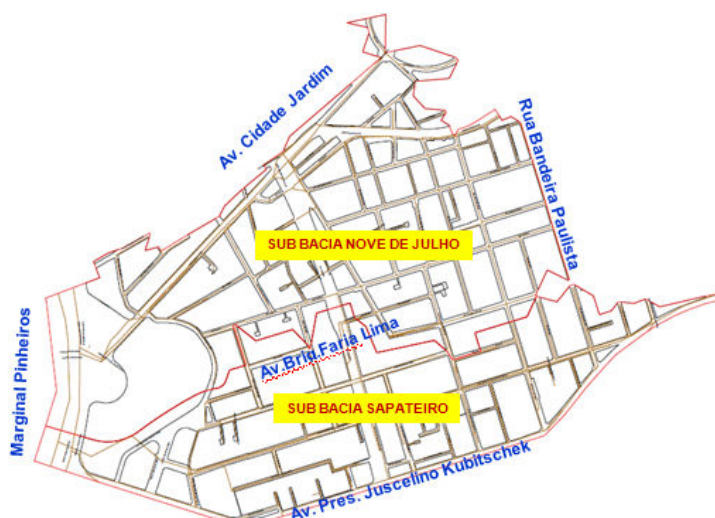 Av. Cidade Jardim
Rua Bandeira Paulista
SUB BACIA NOVE DE JULHO
Marginal Pinheiros
Av.Brig.Faria Lima
SUB BACIA SAPATEIRO
Av. Pres. Juscelino Kubitschek